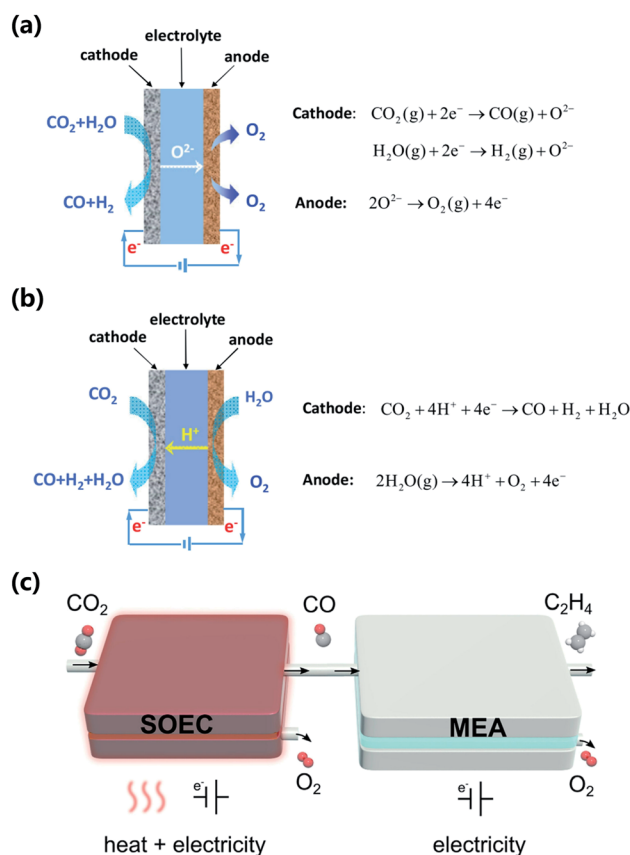 (a)
electrolyte
cathode
anode
CO₂+H₂O
O₂
O²⁻
CO+H₂
O₂
e⁻
e⁻
Cathode: CO₂(g) + 2e⁻ → CO(g) + O²⁻
H₂O(g) + 2e⁻ → H₂(g) + O²⁻
Anode: 2O²⁻ → O₂(g) + 4e⁻
(b)
electrolyte
cathode
anode
CO₂
H₂O
H⁺
CO+H₂+H₂O
O₂
e⁻
e⁻
Cathode: CO₂ + 4H⁺ + 4e⁻ → CO + H₂ + H₂O
Anode: 2H₂O(g) → 4H⁺ + O₂ + 4e⁻
(c)
CO₂
CO
C₂H₄
SOEC
MEA
O₂
O₂
e⁻
e⁻
heat + electricity
electricity